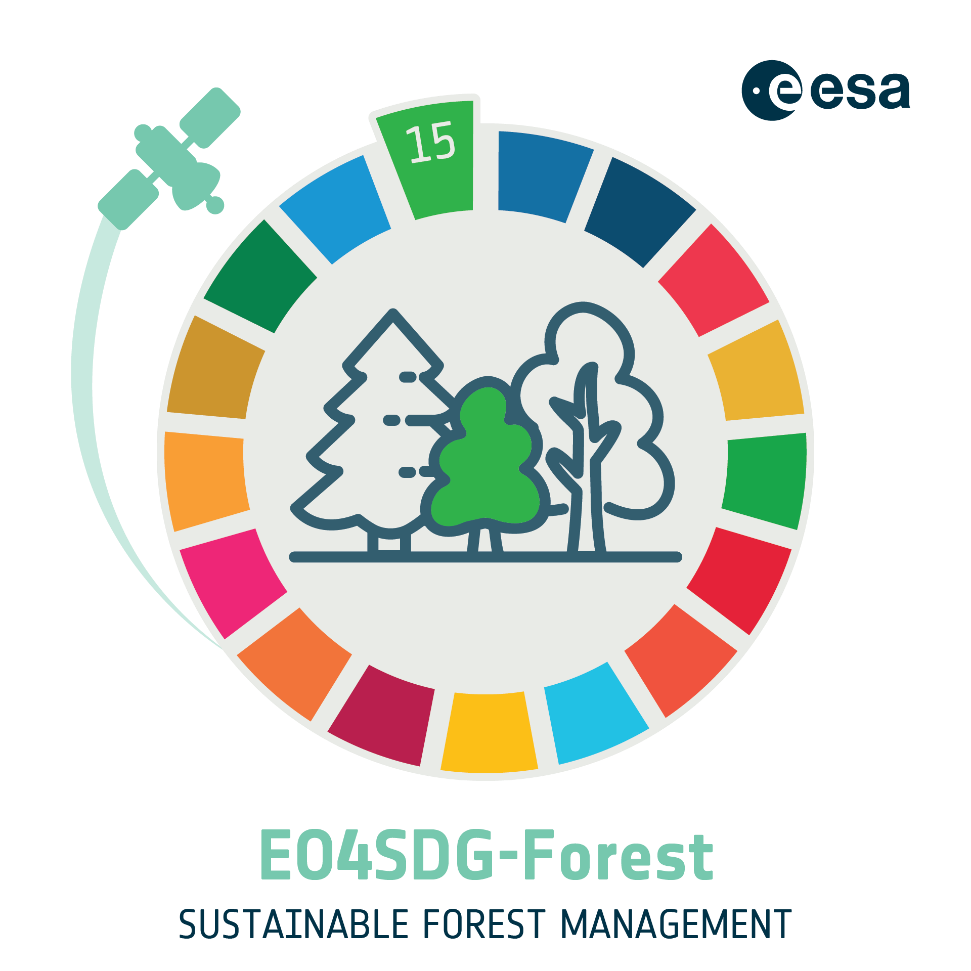 esa
15
EO4SDG-Forest
SUSTAINABLE FOREST MANAGEMENT